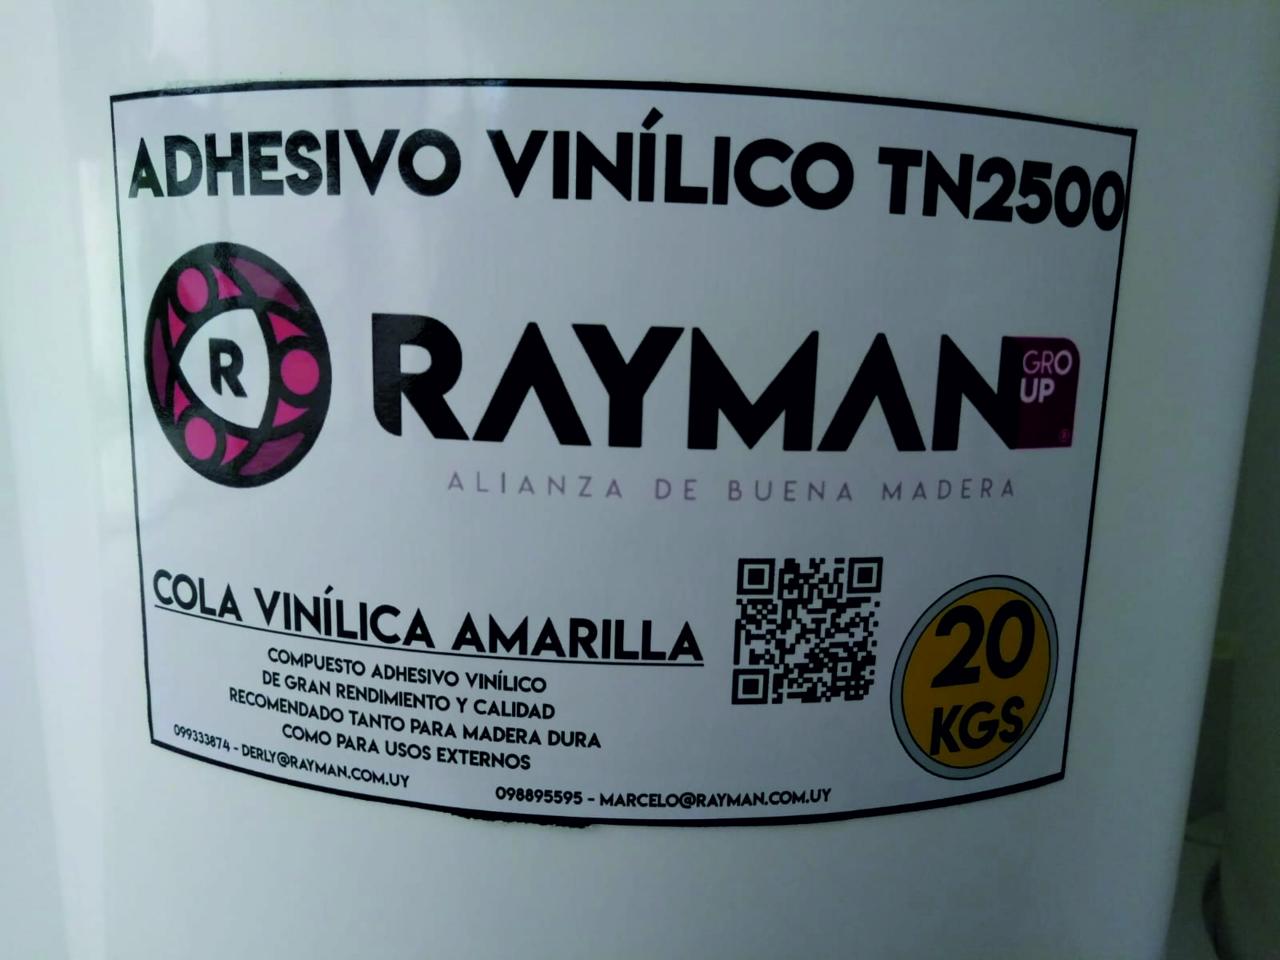 ADHESIVO VINÍLICO TN2500
R
RAYMAN
GRO
UP
®
ALIANZA DE BUENA MADERA
COLA VINÍLICA AMARILLA
COMPUESTO ADHESIVO VINÍLICO
DE GRAN RENDIMIENTO Y CALIDAD
RECOMENDADO TANTO PARA MADERA DURA
COMO PARA USOS EXTERNOS
099333874 - DERLY@RAYMAN.COM.UY
098895595 - MARCELO@RAYMAN.COM.UY
20
KGS